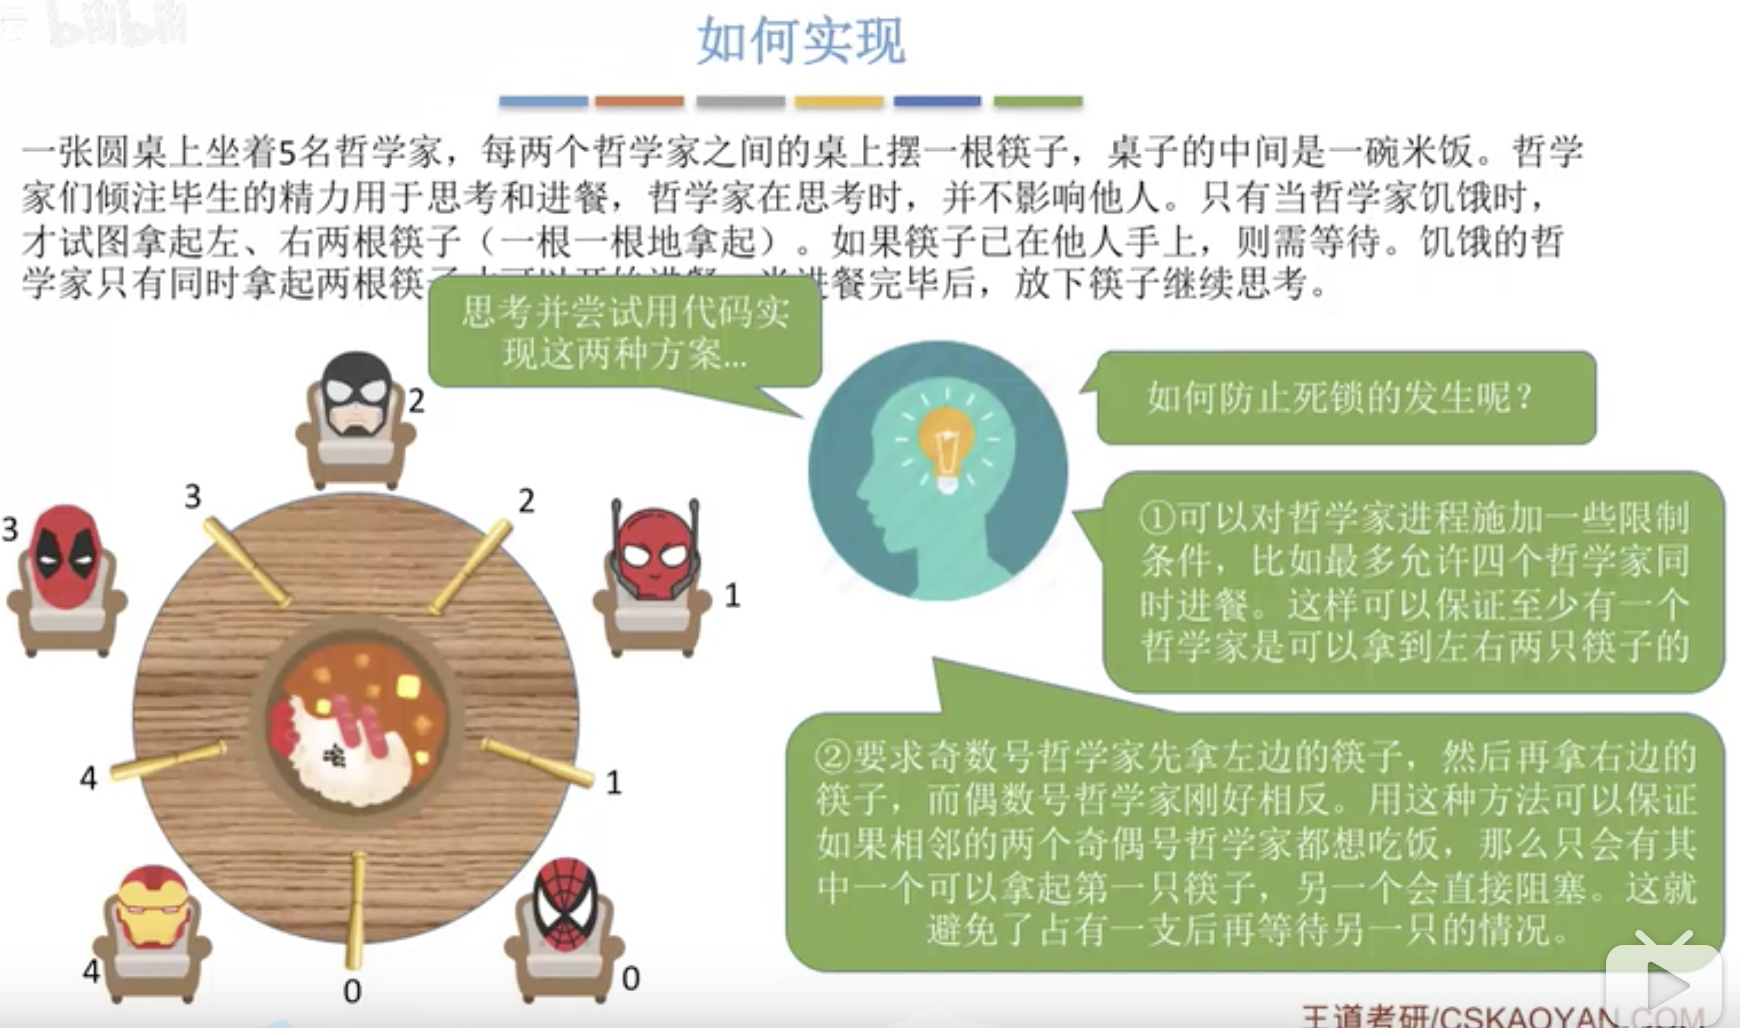 如何实现
一张圆桌上坐着5名哲学家，每两个哲学家之间的桌上摆一根筷子，桌子的中间是一碗米饭。哲学
家们倾注毕生的精力用于思考和进餐，哲学家在思考时，并不影响他人。只有当哲学家饥饿时，
才试图拿起左、右两根筷子（一根一根地拿起）。如果筷子已在他人手上，则需等待。饥饿的哲
学家只有同时拿起两根筷 餐完毕后，放下筷子继续思考。
思考并尝试用代码实
现这两种方案...
如何防止死锁的发生呢？
①可以对哲学家进程施加一些限制
条件，比如最多允许四个哲学家同
时进餐。这样可以保证至少有一个
哲学家是可以拿到左右两只筷子的
②要求奇数号哲学家先拿左边的筷子，然后再拿右边的
筷子，而偶数号哲学家刚好相反。用这种方法可以保证
如果相邻的两个奇偶号哲学家都想吃饭，那么只会有其
中一个可以拿起第一只筷子，另一个会直接阻塞。这就
避免了占有一支后再等待另一只的情况。
2
3
2
3
1
4
1
4
0
0
王道考研/CSKAOYAN.COM
bilibili